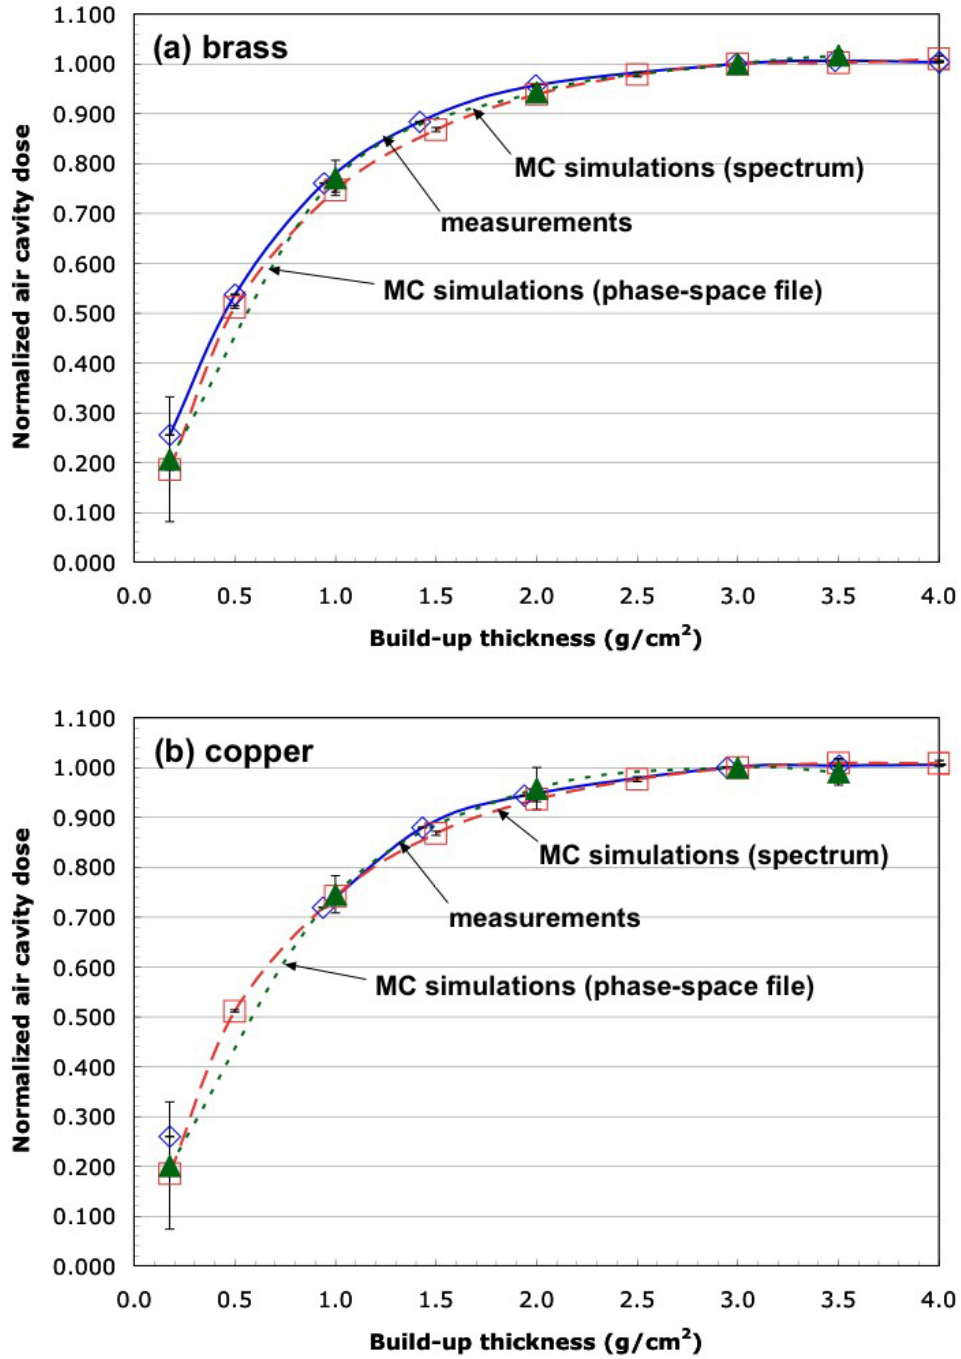 (a) brass
Normalized air cavity dose
1.100
1.000
0.900
0.800
0.700
0.600
0.500
0.400
0.300
0.200
0.100
0.000
MC simulations (spectrum)
measurements
MC simulations (phase-space file)
0.0 0.5 1.0 1.5 2.0 2.5 3.0 3.5 4.0
Build-up thickness (g/cm²)
(b) copper
Normalized air cavity dose
1.100
1.000
0.900
0.800
0.700
0.600
0.500
0.400
0.300
0.200
0.100
0.000
MC simulations (spectrum)
measurements
MC simulations (phase-space file)
0.0 0.5 1.0 1.5 2.0 2.5 3.0 3.5 4.0
Build-up thickness (g/cm²)